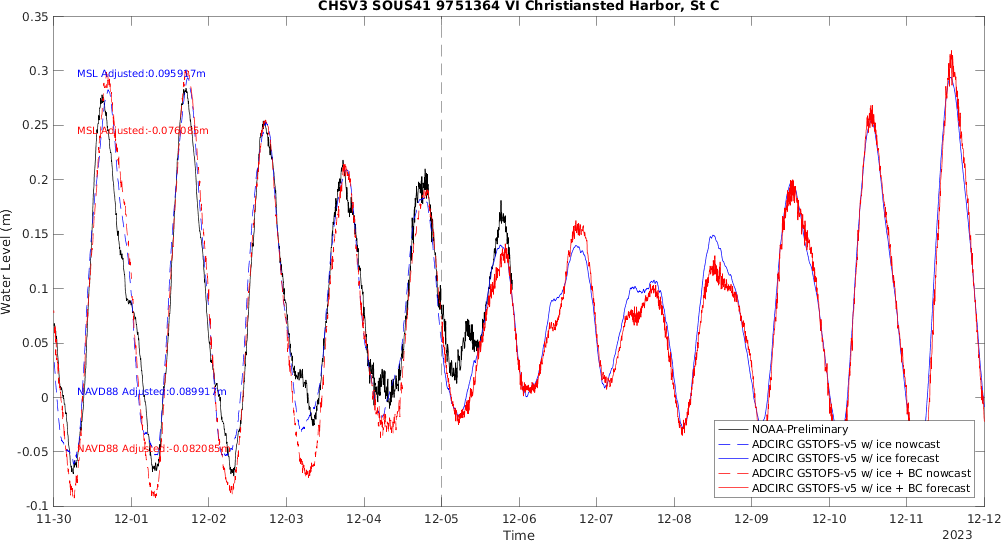 CHSV3 SOUS41 9751364 VI Christiansted Harbor, St C
0.35
0.3
0.25
0.2
0.15
0.1
0.05
0
-0.05
-0.1
Water Level (m)
MSL Adjusted:0.095917m
MSL Adjusted:-0.076085m
NAVD88 Adjusted:0.089917m
NAVD88 Adjusted:-0.082085m
NOAA-Preliminary
ADCIRC GSTOFS-v5 w/ ice nowcast
ADCIRC GSTOFS-v5 w/ ice forecast
ADCIRC GSTOFS-v5 w/ ice + BC nowcast
ADCIRC GSTOFS-v5 w/ ice + BC forecast
11-30 12-01 12-02 12-03 12-04 12-05 12-06 12-07 12-08 12-09 12-10 12-11 12-12
Time
2023